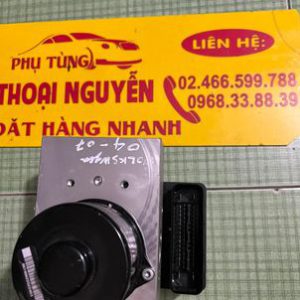 PHỤ TÙNG
THOẠI NGUYỄN
ĐẶT HÀNG NHANH
LIÊN HỆ:
02.466.599.788
0968.33.88.39
04-07